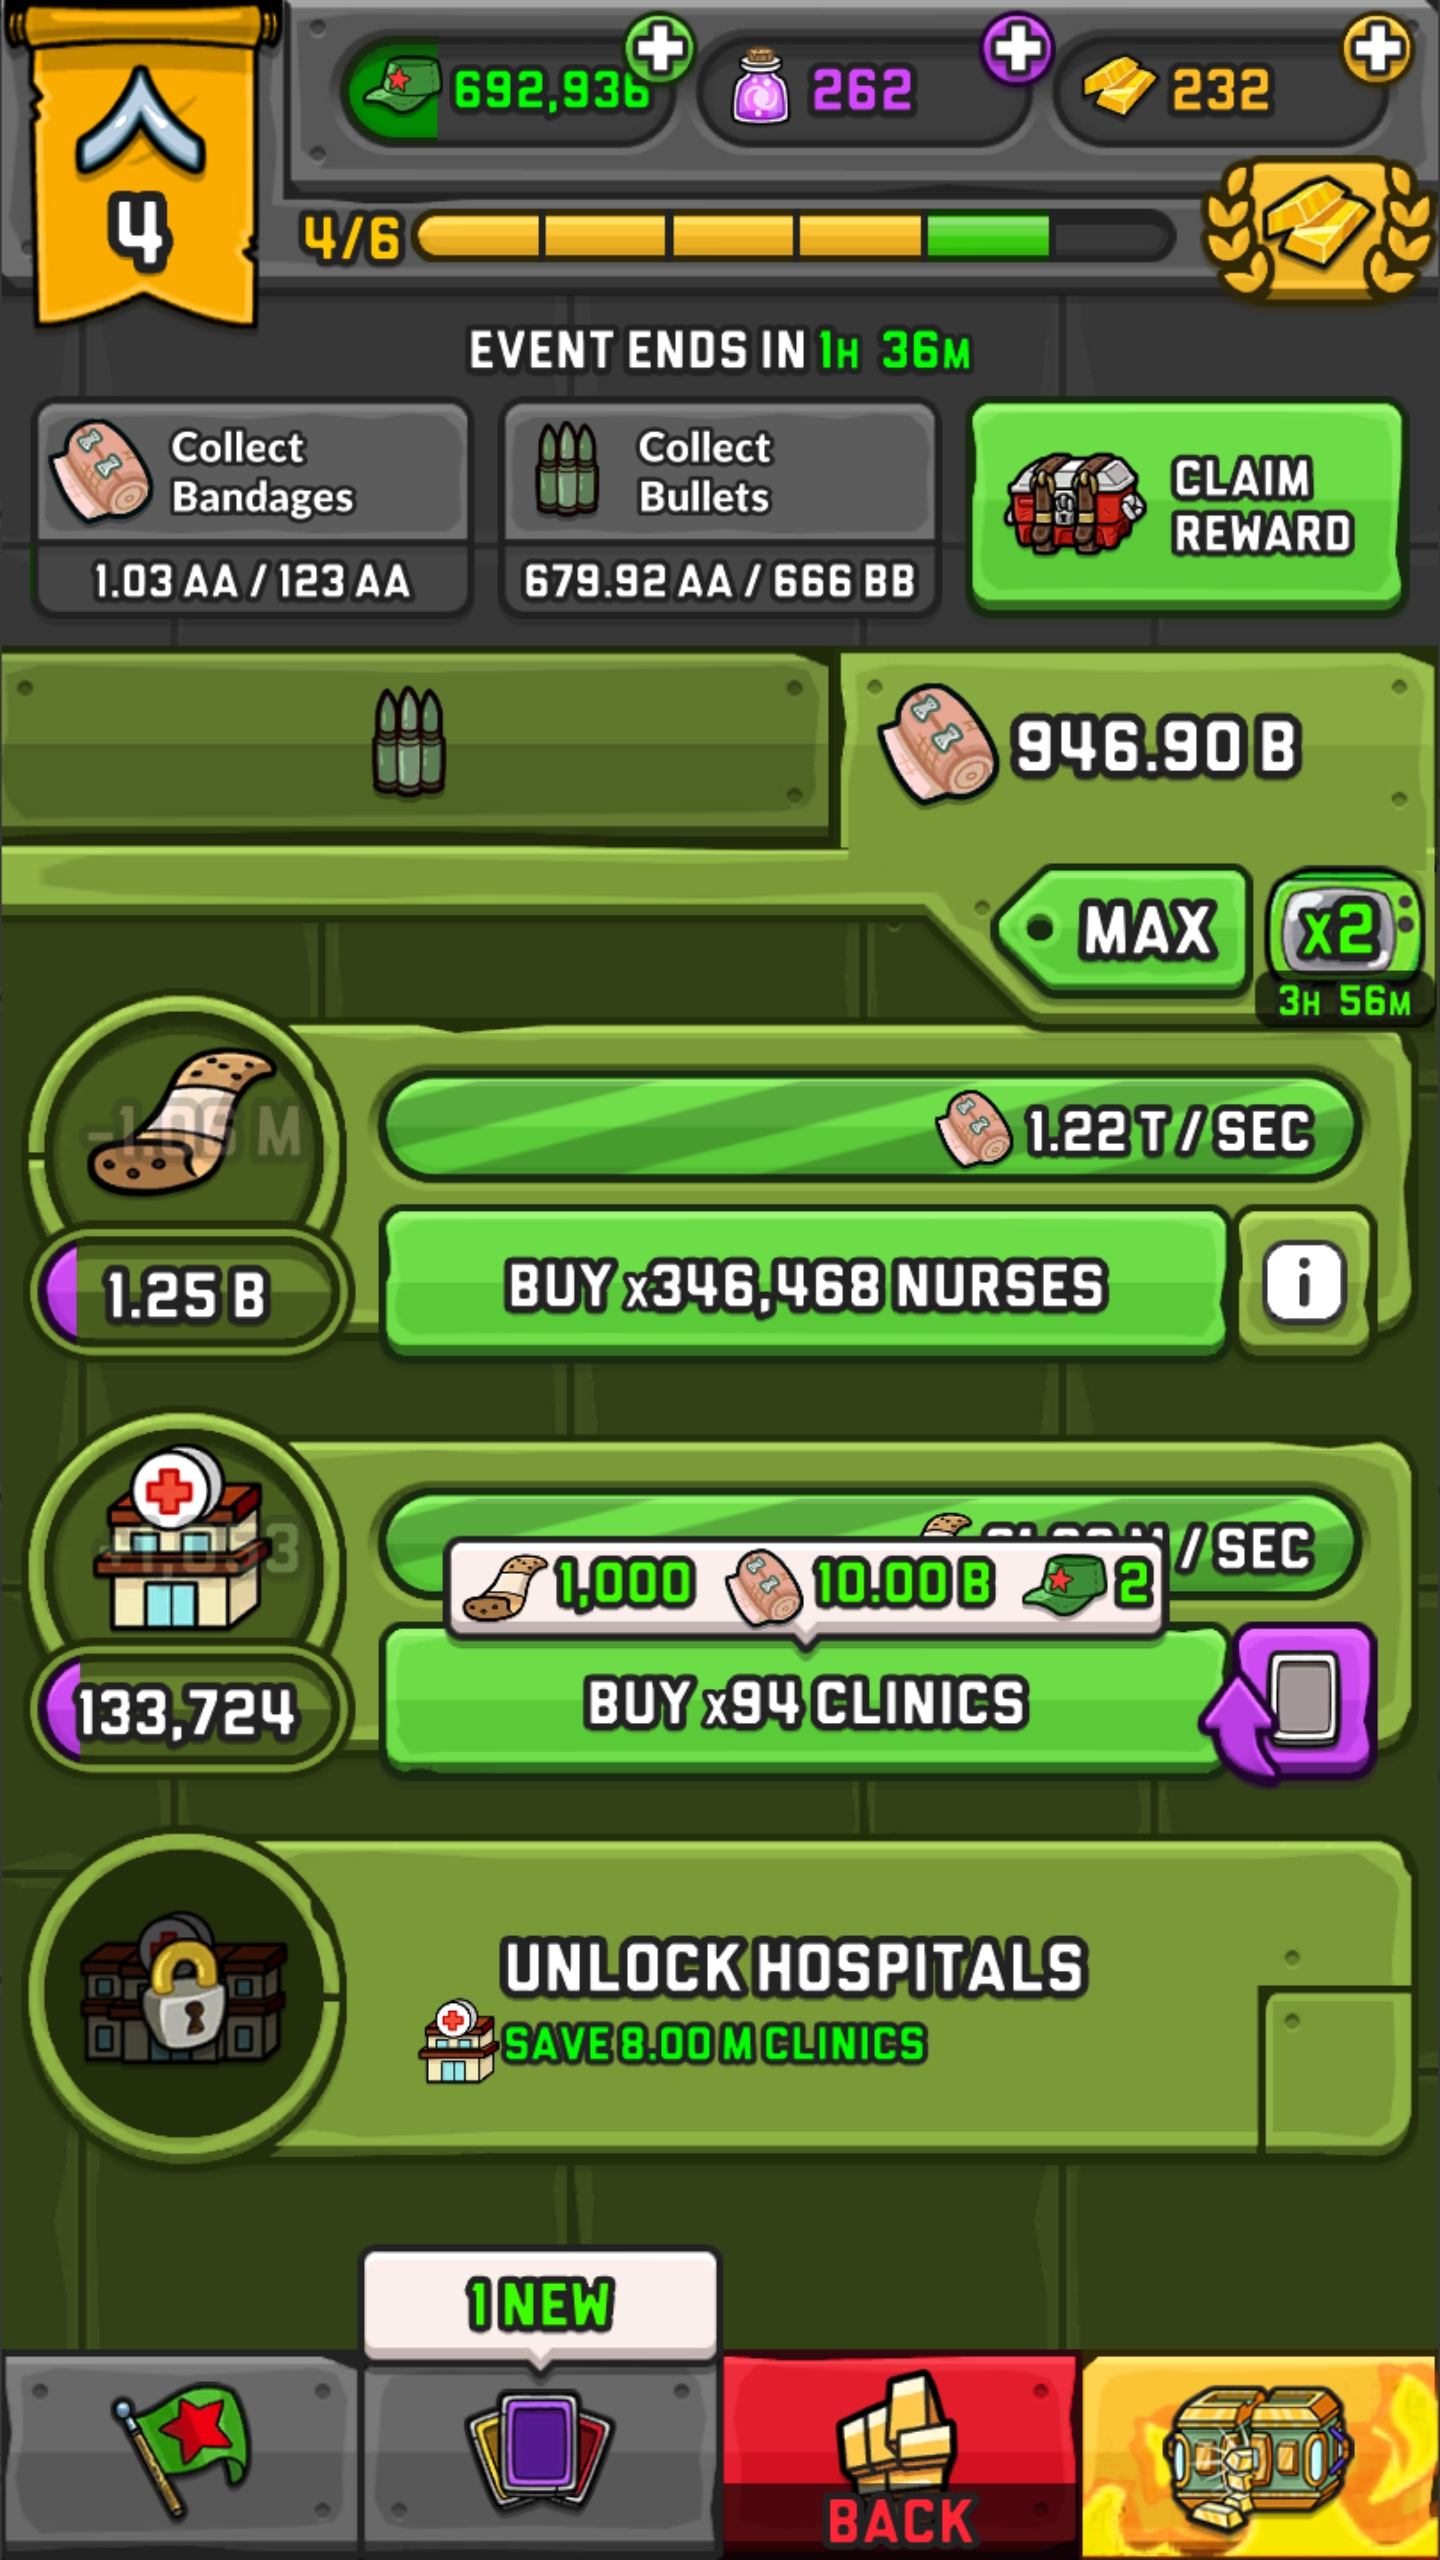 4
692,936
262
232
4/6
EVENT ENDS IN 1H 36M
Collect
Bandages
1.03 AA / 123 AA
Collect
Bullets
679.92 AA / 666 BB
CLAIM
REWARD
946.90 B
MAX
x2
3H 56M
-1.06 M
1.22 T / SEC
1.25 B
BUY x346,468 NURSES
/ SEC
1,000
10.00 B
2
133,724
BUY x94 CLINICS
UNLOCK HOSPITALS
SAVE 8.00 M CLINICS
1 NEW
BACK